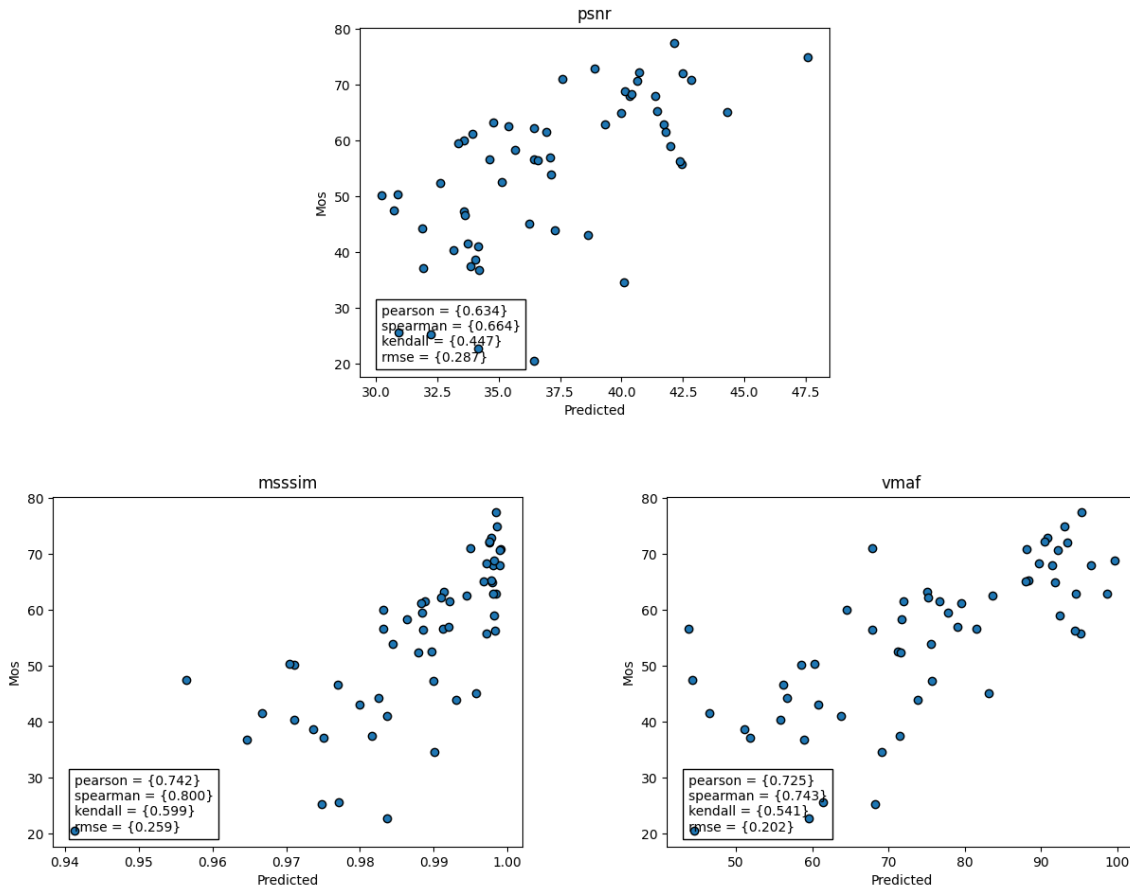 psnr
80
70
60
50
40
30
20
Mos
pearson = {0.634}
spearman = {0.664}
kendall = {0.447}
rmse = {0.287}
30.0 32.5 35.0 37.5 40.0 42.5 45.0 47.5
Predicted
msssim
80
70
60
50
40
30
20
Mos
pearson = {0.742}
spearman = {0.800}
kendall = {0.599}
rmse = {0.259}
0.94 0.95 0.96 0.97 0.98 0.99 1.00
Predicted
vmaf
80
70
60
50
40
30
20
Mos
pearson = {0.725}
spearman = {0.743}
kendall = {0.541}
rmse = {0.202}
50 60 70 80 90 100
Predicted